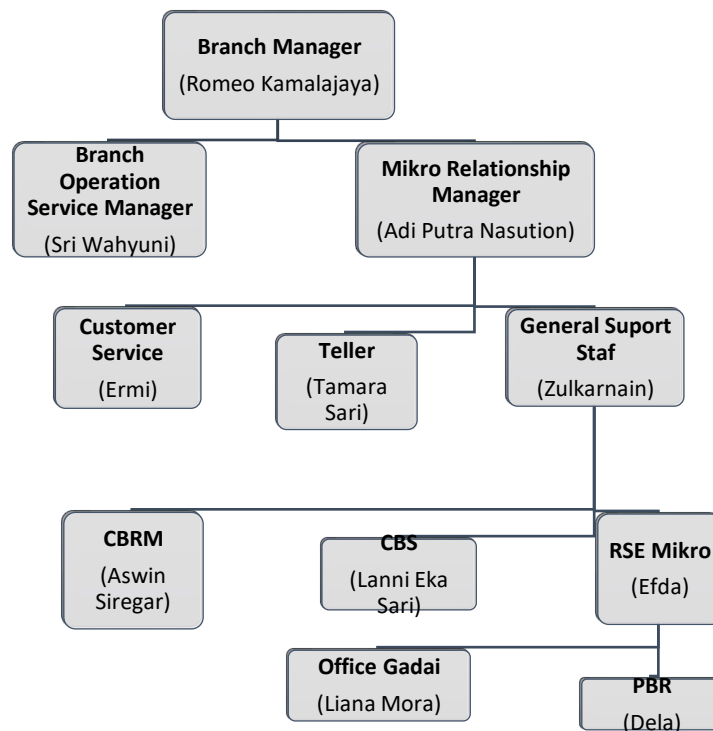 Branch Manager
(Romeo Kamalajaya)
Branch
Operation
Service Manager
(Sri Wahyuni)
Mikro Relationship
Manager
(Adi Putra Nasution)
Customer
Service
(Ermi)
Teller
(Tamara
Sari)
General Suport
Staf
(Zulkarnain)
CBRM
(Aswin
Siregar)
CBS
(Lanni Eka
Sari)
RSE Mikro
(Efda)
Office Gadai
(Liana Mora)
PBR
(Dela)